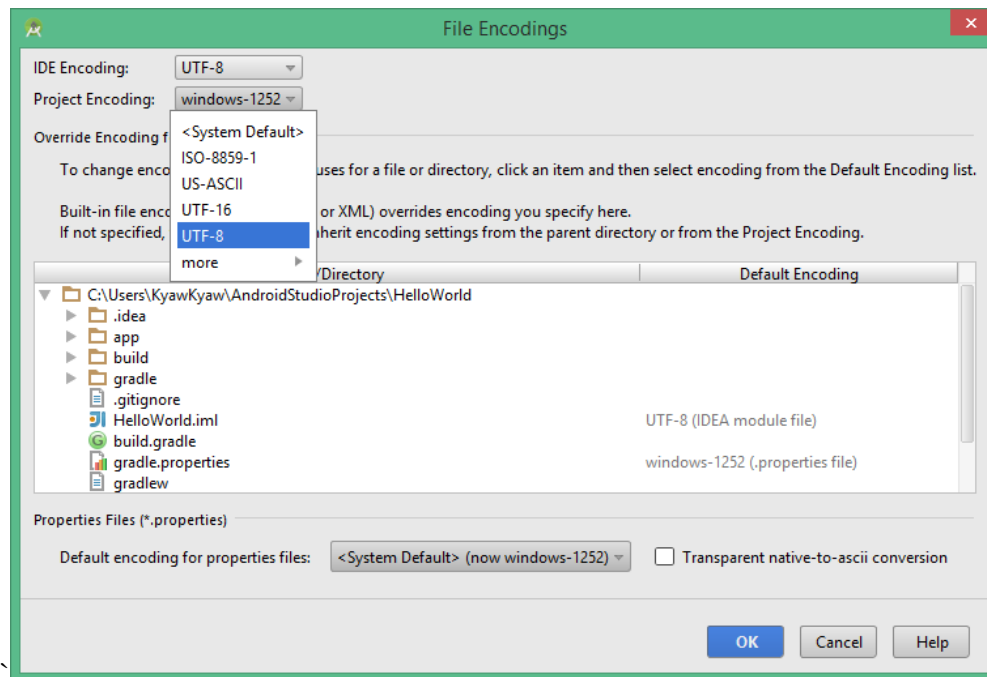 File Encodings
IDE Encoding: UTF-8
Project Encoding: windows-1252
<System Default>
Override Encoding f
ISO-8859-1
To change enco uses for a file or directory, click an item and then select encoding from the Default Encoding list.
US-ASCII
Built-in file enco UTF-16 or XML) overrides encoding you specify here.
If not specified, UTF-8 herit encoding settings from the parent directory or from the Project Encoding.
more
/Directory Default Encoding
C:\Users\KyawKyaw\AndroidStudioProjects\HelloWorld
.idea
app
build
gradle
.gitignore
HelloWorld.iml UTF-8 (IDEA module file)
build.gradle
gradle.properties windows-1252 (.properties file)
gradlew
Properties Files (*.properties)
Default encoding for properties files: <System Default> (now windows-1252) Transparent native-to-ascii conversion
OK Cancel Help
`